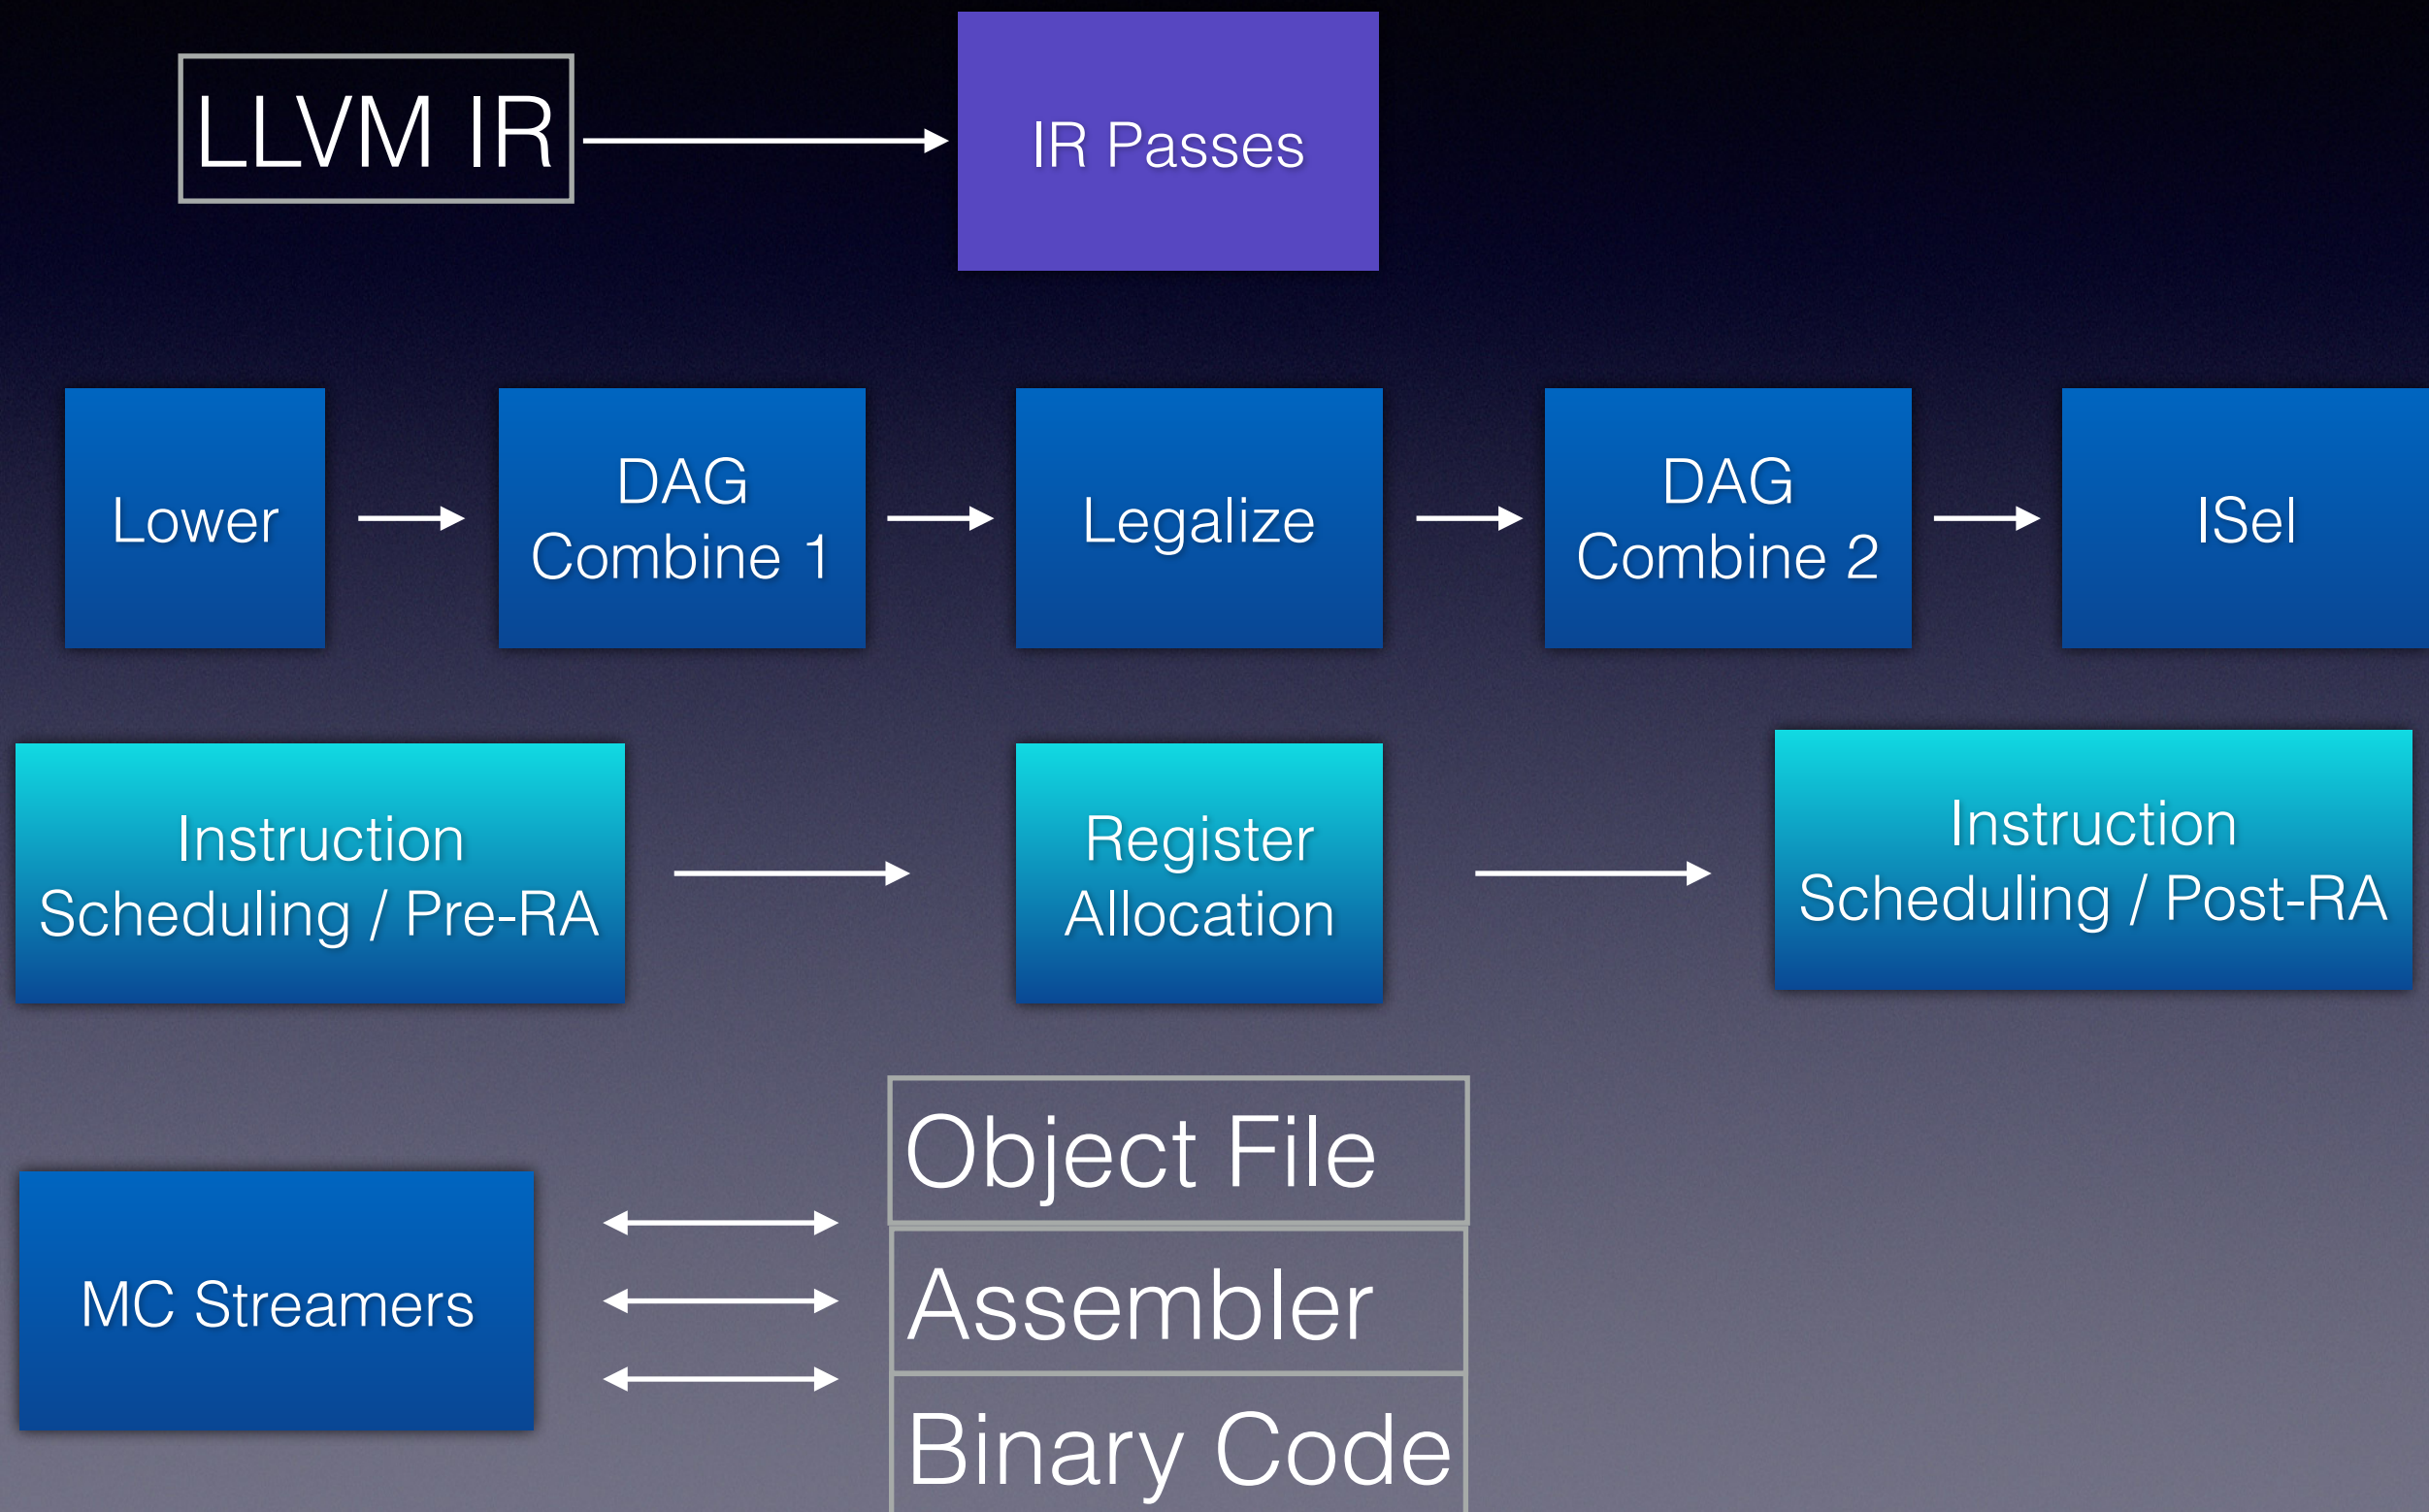 LLVM IR
IR Passes
Lower
DAG
Combine 1
Legalize
DAG
Combine 2
ISel
Instruction
Scheduling / Pre-RA
Register
Allocation
Instruction
Scheduling / Post-RA
MC Streamers
Object File
Assembler
Binary Code